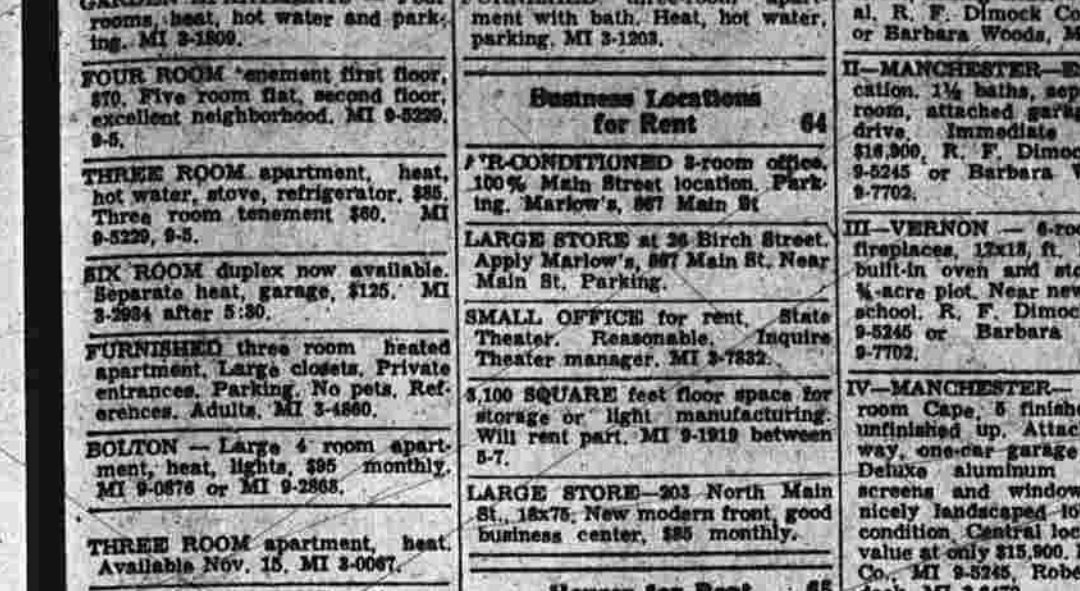 rooms, heat, hot water and park-
ing. MI 3-1809.
FOUR ROOM tenement first floor,
$70. Five room flat, second floor,
excellent neighborhood. MI 9-5229.
9-5.
THREE ROOM apartment, heat,
hot water, stove, refrigerator. $85.
Three room tenement $60. MI
9-5229, 9-5.
SIX ROOM duplex now available.
Separate heat, garage, $125. MI
3-2934 after 5:30.
FURNISHED three room heated
apartment. Large closets. Private
entrances. Parking. No pets. Ref-
erences. Adults. MI 3-4860.
BOLTON — Large 4 room apart-
ment, heat, lights, $95 monthly.
MI 9-0676 or MI 9-2868.
THREE ROOM apartment, heat.
Available Nov. 15. MI 3-0067.
ment with bath. Heat, hot water,
parking. MI 3-1203.
Business Locations
for Rent 64
AIR-CONDITIONED 3-room office.
100% Main Street location. Park-
ing. Marlow's, 867 Main St
LARGE STORE at 26 Birch Street.
Apply Marlow's, 867 Main St. Near
Main St. Parking.
SMALL OFFICE for rent, State
Theater. Reasonable. Inquire
Theater manager. MI 3-7832.
3,100 SQUARE feet floor space for
storage or light manufacturing.
Will rent part. MI 9-1919 between
5-7.
LARGE STORE—203 North Main
St., 18x75. New modern front, good
business center, $85 monthly.
65
al. R. F. Dimock Co
or Barbara Woods, M
II—MANCHESTER—E
cation. 1½ baths, sep
room, attached garag
drive. Immediate
$16,900. R. F. Dimoc
9-5245 or Barbara W
9-7702.
III—VERNON — 6-roo
fireplaces, 12x18, ft.
built-in oven and sto
¾-acre plot. Near new
school. R. F. Dimoc
9-5245 or Barbara
9-7702.
IV—MANCHESTER—
room Cape, 5 finishe
unfinished up. Attac
way, one-car garage
Deluxe aluminum
screens and window
nicely landscaped lo
condition. Central loc
value at only $15,900.
Co., MI 9-5245, Robe